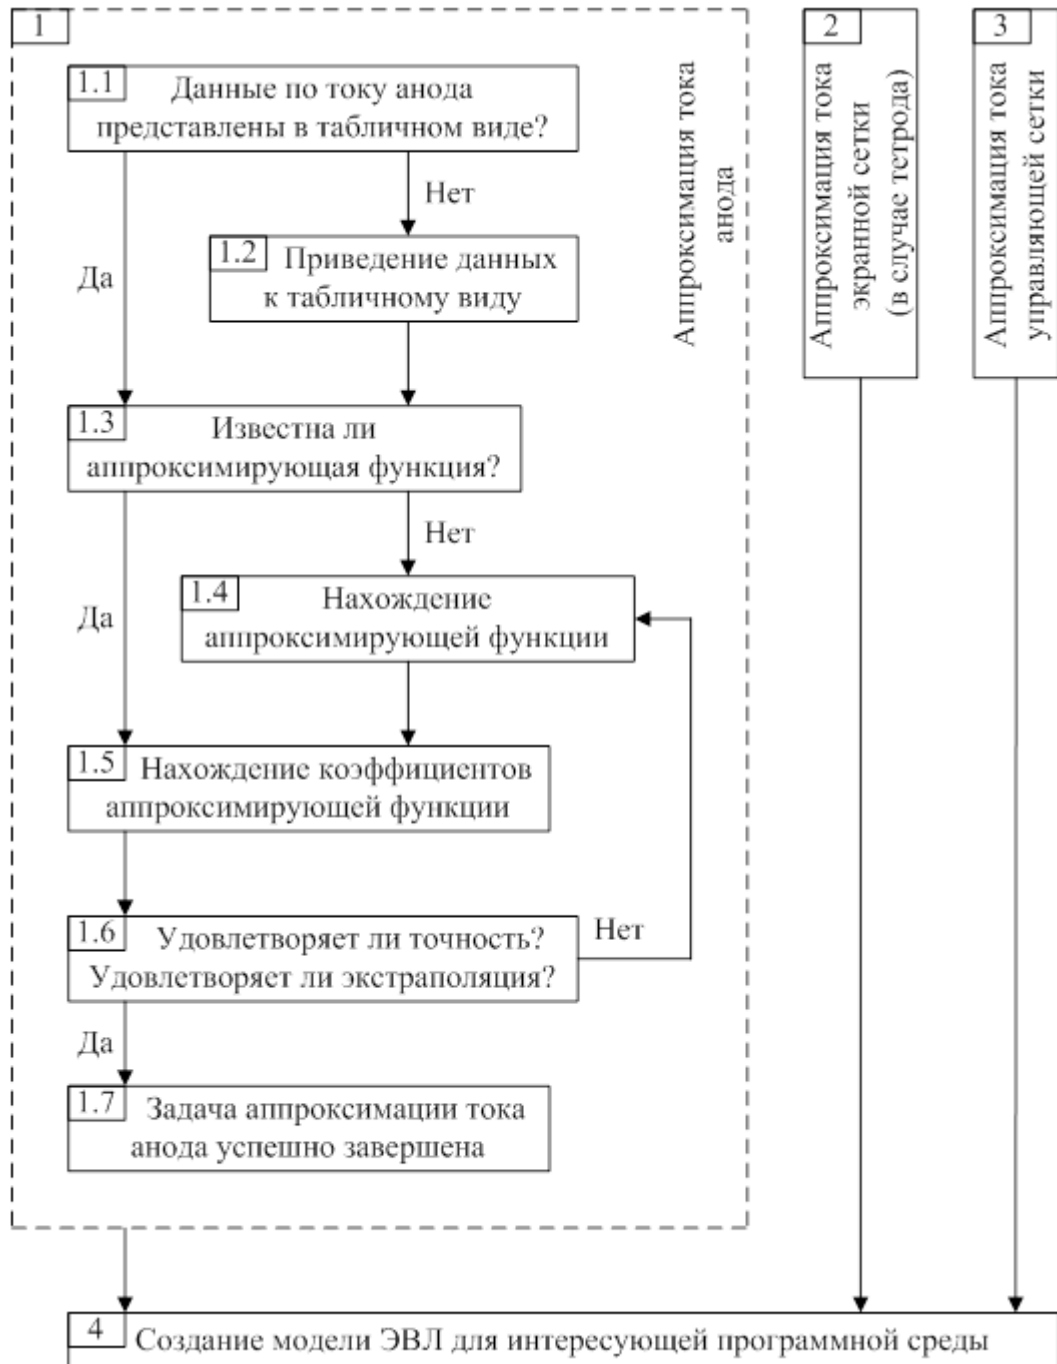 1
Аппроксимация тока
анода
1.1
Данные по току анода
представлены в табличном виде?
Нет
Да
1.2
Приведение данных
к табличному виду
1.3
Известна ли
аппроксимирующая функция?
Нет
Да
1.4
Нахождение
аппроксимирующей функции
1.5
Нахождение коэффициентов
аппроксимирующей функции
1.6
Удовлетворяет ли точность?
Удовлетворяет ли экстраполяция?
Нет
Да
1.7
Задача аппроксимации тока
анода успешно завершена
2
Аппроксимация тока
экранной сетки
(в случае тетрода)
3
Аппроксимация тока
управляющей сетки
4
Создание модели ЭВЛ для интересующей программной среды